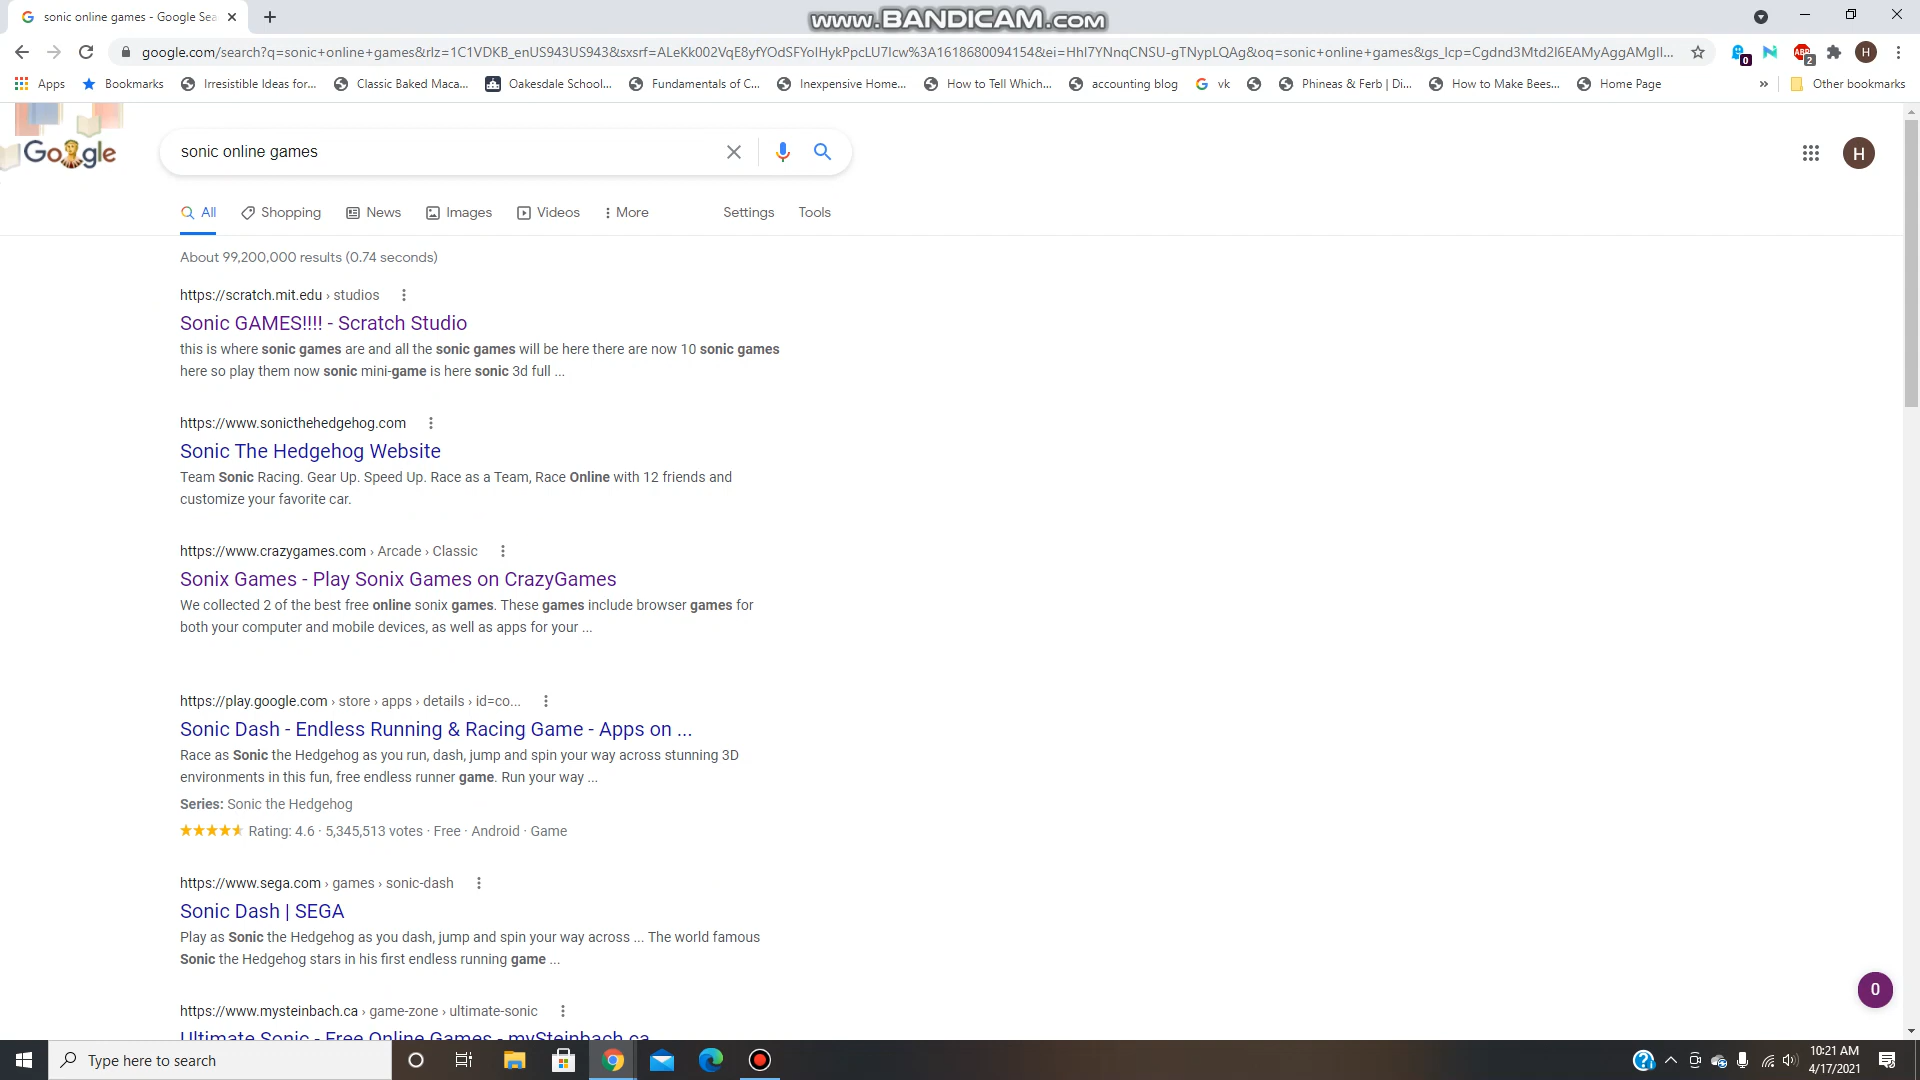 sonic online games - Google Sea
www.BANDICAM.com
google.com/search?q=sonic+online+games&rlz=1C1VDKB_enUS943US943&sxsrf=ALeKk002VqE8yfYOdSFYolHykPpcLU7Icw%3A1618680094154&ei=Hhl7YNnqCNSU-gTNypLQAg&oq=sonic+online+games&gs_lcp=Cgdnd3Mtd2l6EAMyAggAMgIl...
0
ABP
2
H
Apps
Bookmarks
Irresistible Ideas for...
Classic Baked Maca...
Oakesdale School...
Fundamentals of C...
Inexpensive Home...
How to Tell Which...
accounting blog
vk
Phineas & Ferb | Di...
How to Make Bees...
Home Page
»
Other bookmarks
Google
sonic online games
H
All
Shopping
News
Images
Videos
More
Settings
Tools
About 99,200,000 results (0.74 seconds)
https://scratch.mit.edu › studios
Sonic GAMES!!!! - Scratch Studio
this is where sonic games are and all the sonic games will be here there are now 10 sonic games
here so play them now sonic mini-game is here sonic 3d full ...
https://www.sonicthehedgehog.com
Sonic The Hedgehog Website
Team Sonic Racing. Gear Up. Speed Up. Race as a Team, Race Online with 12 friends and
customize your favorite car.
https://www.crazygames.com › Arcade › Classic
Sonix Games - Play Sonix Games on CrazyGames
We collected 2 of the best free online sonix games. These games include browser games for
both your computer and mobile devices, as well as apps for your ...
https://play.google.com › store › apps › details › id=co...
Sonic Dash - Endless Running & Racing Game - Apps on ...
Race as Sonic the Hedgehog as you run, dash, jump and spin your way across stunning 3D
environments in this fun, free endless runner game. Run your way ...
Series: Sonic the Hedgehog
Rating: 4.6 · 5,345,513 votes · Free · Android · Game
https://www.sega.com › games › sonic-dash
Sonic Dash | SEGA
Play as Sonic the Hedgehog as you dash, jump and spin your way across ... The world famous
Sonic the Hedgehog stars in his first endless running game ...
0
https://www.mysteinbach.ca › game-zone › ultimate-sonic
Ultimate Sonic - Free Online Games - mySteinbach.ca
Type here to search
10:21 AM
4/17/2021